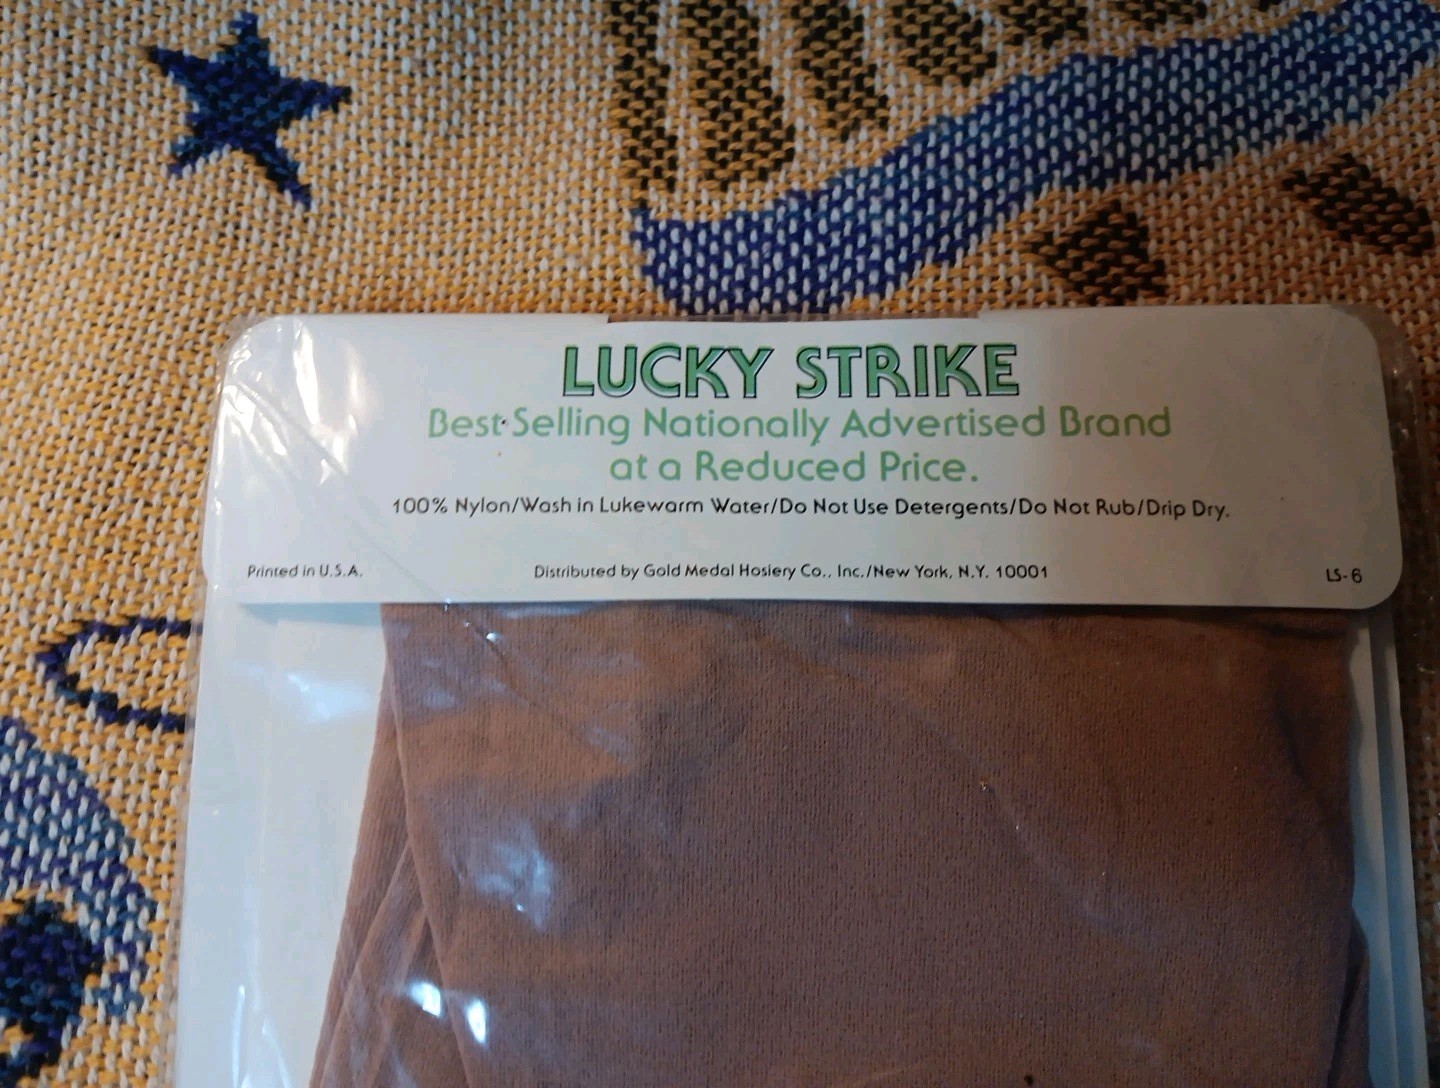 LUCKY STRIKE
Best-Selling Nationally Advertised Brand
at a Reduced Price.
100% Nylon/Wash in Lukewarm Water/Do Not Use Detergents/Do Not Rub/Drip Dry.
Printed in U.S.A. Distributed by Gold Medal Hosiery Co., Inc./New York, N.Y. 10001 LS-6